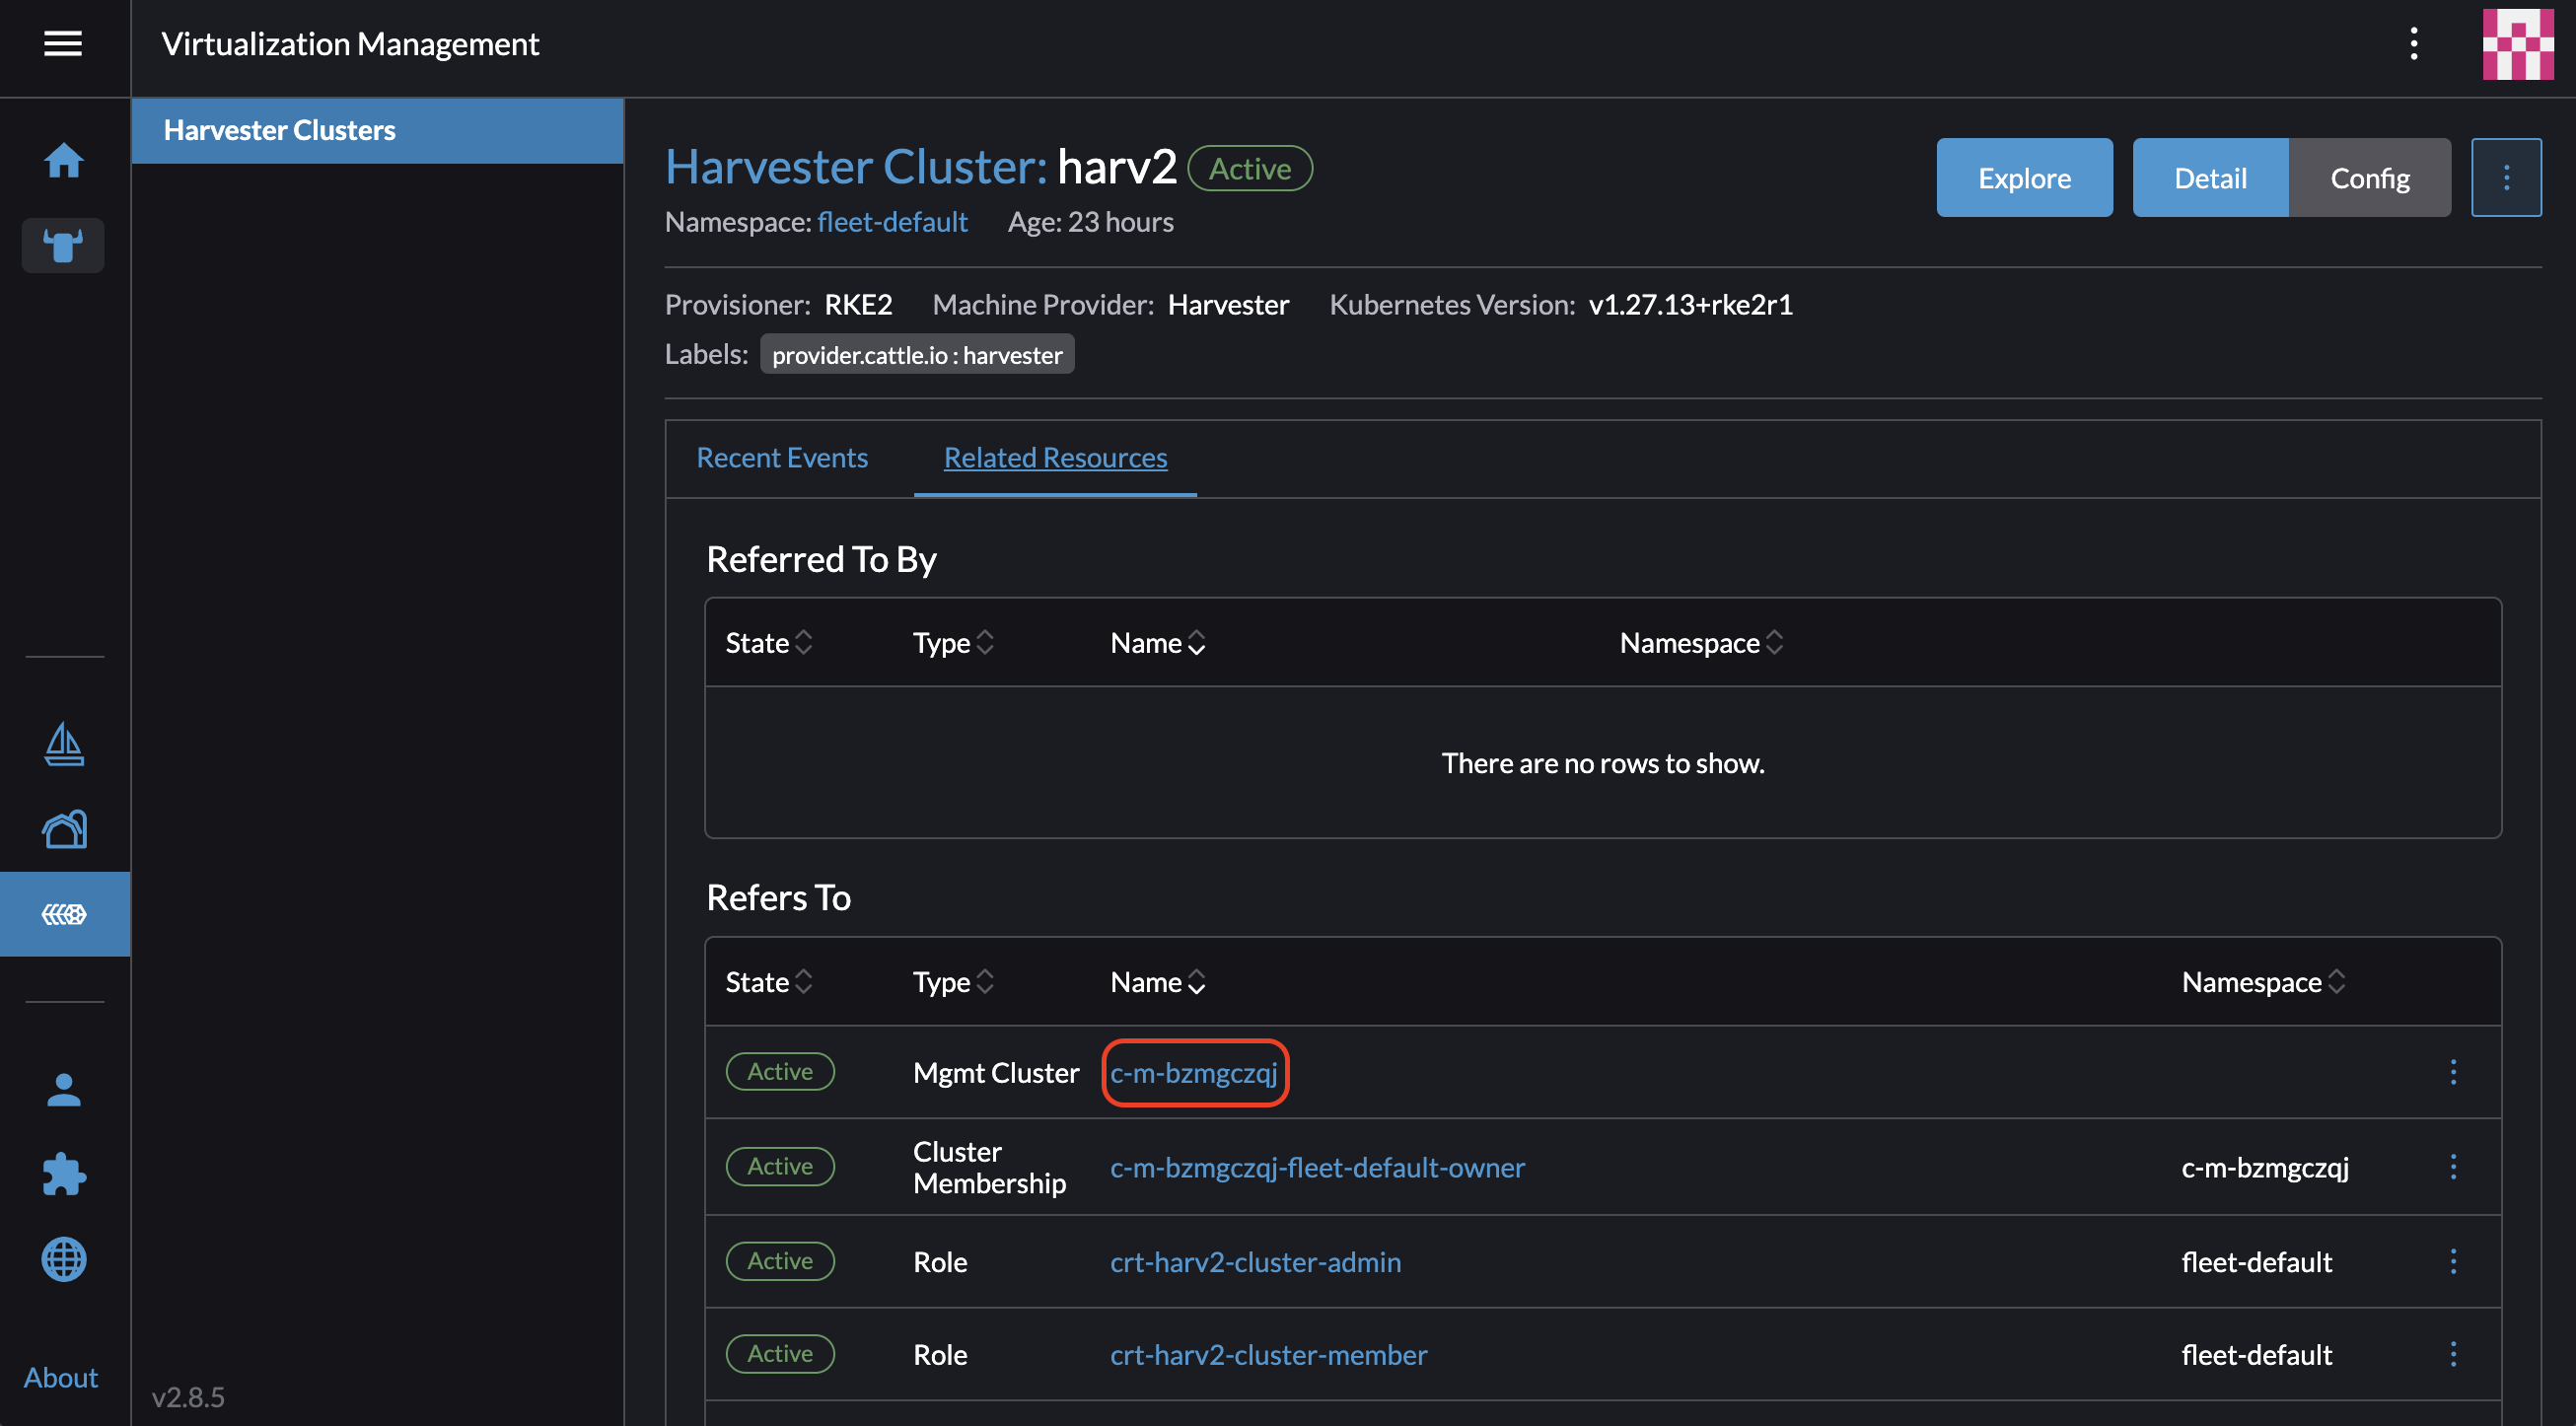 Virtualization Management
Harvester Clusters
Harvester Cluster: harv2 Active
Namespace: fleet-default Age: 23 hours
Explore Detail Config
Provisioner: RKE2 Machine Provider: Harvester Kubernetes Version: v1.27.13+rke2r1
Labels: provider.cattle.io : harvester
Recent Events Related Resources
Referred To By
State Type Name Namespace
There are no rows to show.
Refers To
State Type Name Namespace
Active Mgmt Cluster c-m-bzmgczqj
Active Cluster Membership c-m-bzmgczqj-fleet-default-owner c-m-bzmgczqj
Active Role crt-harv2-cluster-admin fleet-default
Active Role crt-harv2-cluster-member fleet-default
About
v2.8.5